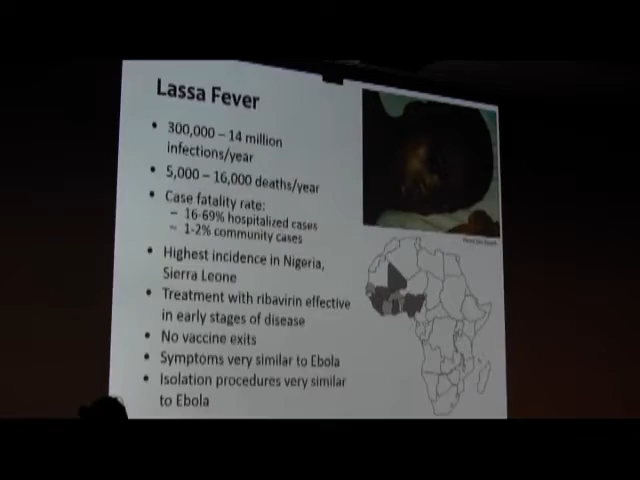 Lassa Fever
• 300,000 – 14 million
infections/year
• 5,000 – 16,000 deaths/year
• Case fatality rate:
– 16-69% hospitalized cases
– 1-2% community cases
• Highest incidence in Nigeria,
Sierra Leone
• Treatment with ribavirin effective
in early stages of disease
• No vaccine exits
• Symptoms very similar to Ebola
• Isolation procedures very similar
to Ebola